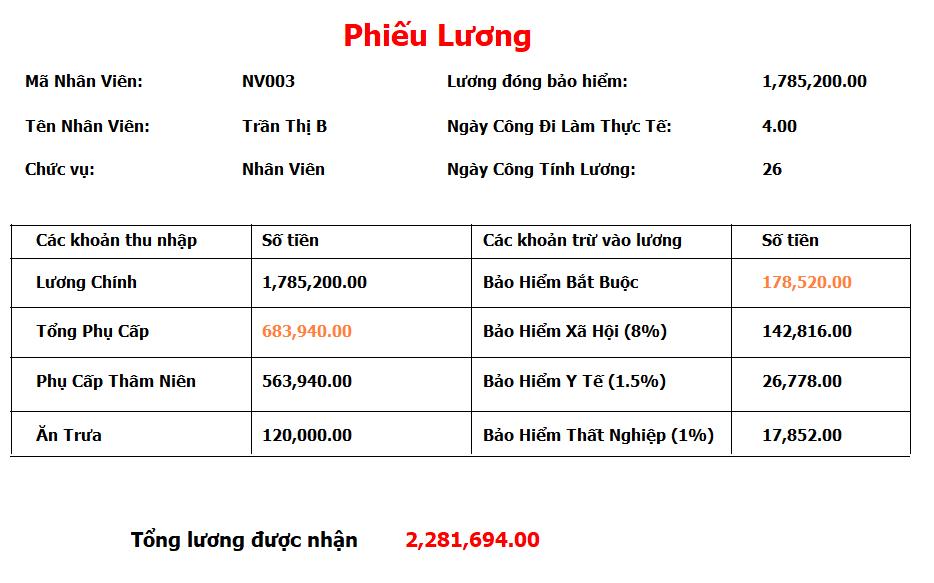 Phiếu Lương
Mã Nhân Viên: NV003 Lương đóng bảo hiểm: 1,785,200.00
Tên Nhân Viên: Trần Thị B Ngày Công Đi Làm Thực Tế: 4.00
Chức vụ: Nhân Viên Ngày Công Tính Lương: 26
Các khoản thu nhập Số tiền Các khoản trừ vào lương Số tiền
Lương Chính 1,785,200.00 Bảo Hiểm Bắt Buộc 178,520.00
Tổng Phụ Cấp 683,940.00 Bảo Hiểm Xã Hội (8%) 142,816.00
Phụ Cấp Thâm Niên 563,940.00 Bảo Hiểm Y Tế (1.5%) 26,778.00
Ăn Trưa 120,000.00 Bảo Hiểm Thất Nghiệp (1%) 17,852.00
Tổng lương được nhận 2,281,694.00